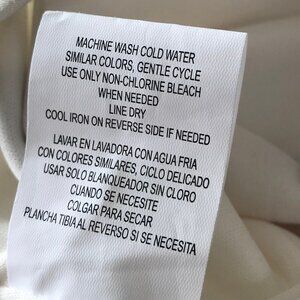 MACHINE WASH COLD WATER
SIMILAR COLORS, GENTLE CYCLE
USE ONLY NON-CHLORINE BLEACH
WHEN NEEDED
LINE DRY
COOL IRON ON REVERSE SIDE IF NEEDED
LAVAR EN LAVADORA CON AGUA FRIA
CON COLORES SIMILARES, CICLO DELICADO
USAR SOLO BLANQUEADOR SIN CLORO
CUANDO SE NECESITE
COLGAR PARA SECAR
PLANCHA TIBIA AL REVERSO SI SE NECESITA